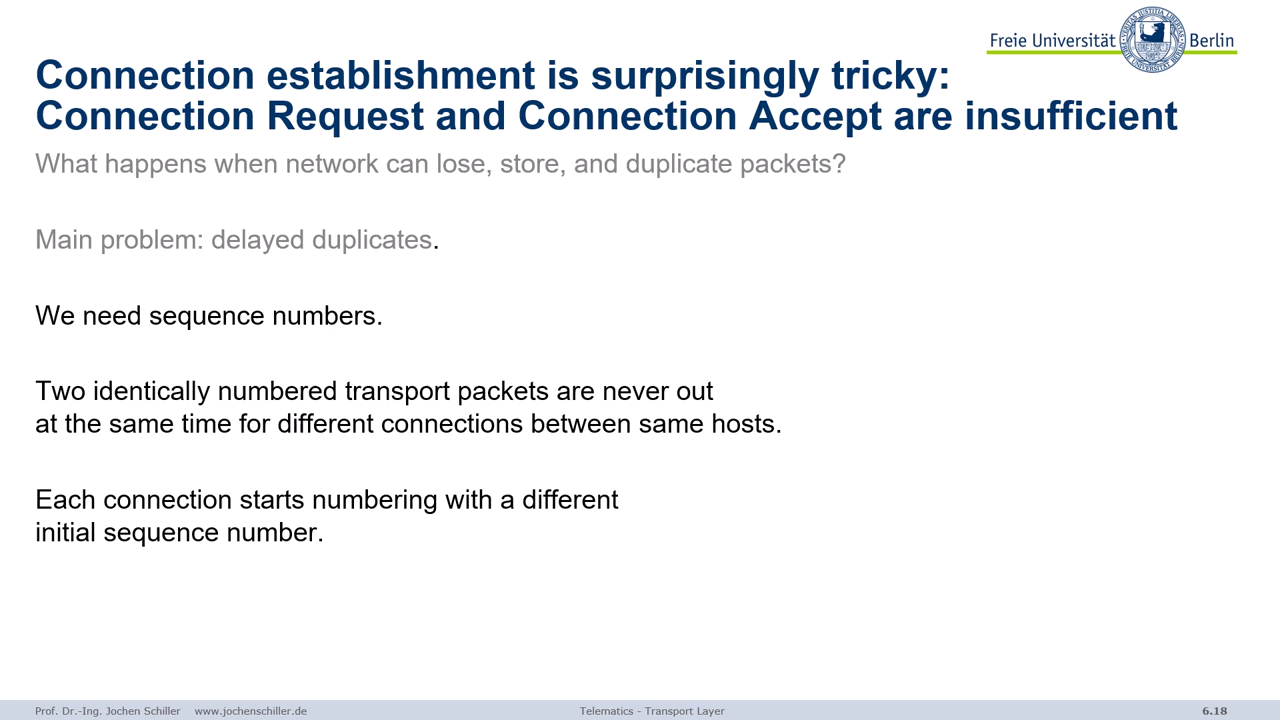 Freie Universität Berlin
Connection establishment is surprisingly tricky:
Connection Request and Connection Accept are insufficient
What happens when network can lose, store, and duplicate packets?
Main problem: delayed duplicates.
We need sequence numbers.
Two identically numbered transport packets are never out
at the same time for different connections between same hosts.
Each connection starts numbering with a different
initial sequence number.
Prof. Dr.-Ing. Jochen Schiller www.jochenschiller.de Telematics - Transport Layer 6.18